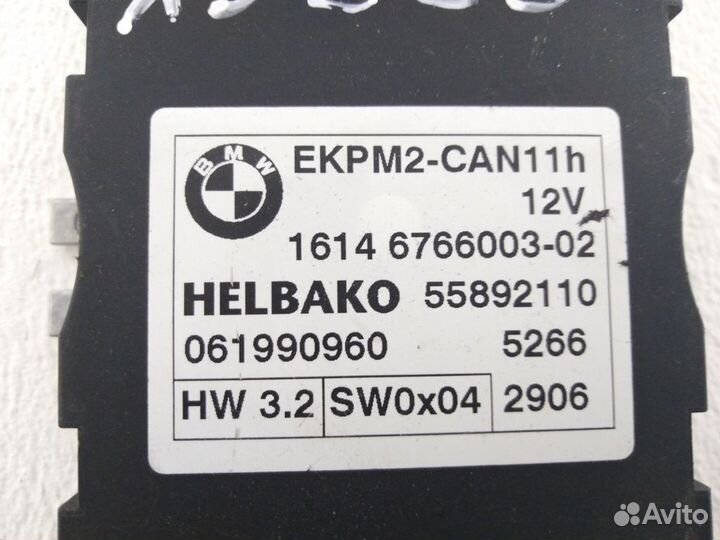 BMW
EKPM2-CAN11h
12V
1614 6766003-02
HELBAKO 55892110
061990960 5266
HW 3.2 SW0x04 2906
Avito